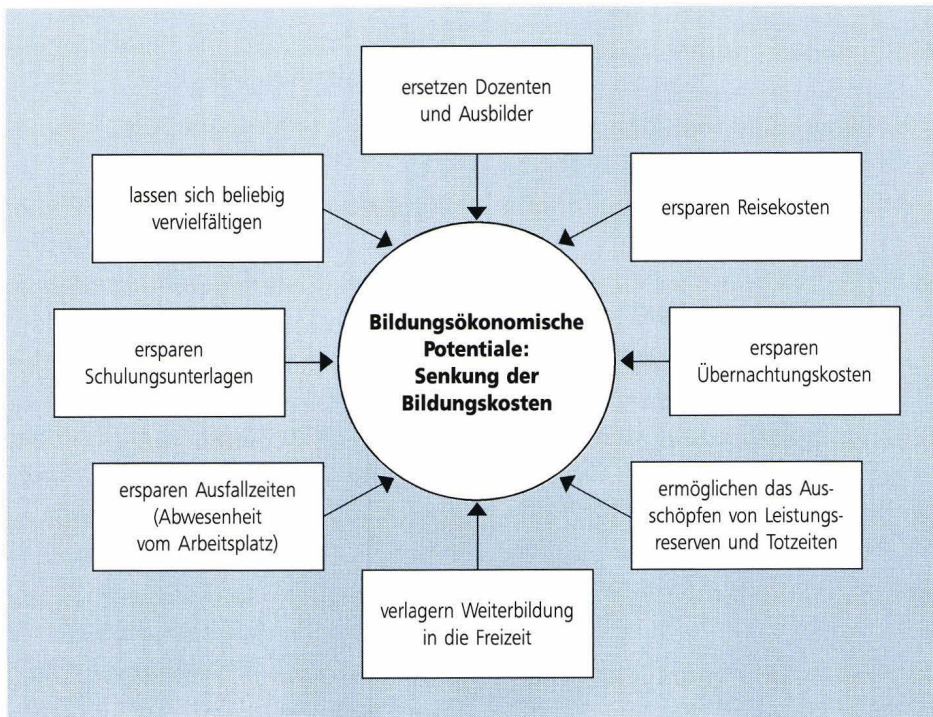 ersetzen Dozenten
und Ausbilder
lassen sich beliebig
vervielfältigen
ersparen Reisekosten
Bildungsökonomische
Potentiale:
Senkung der
Bildungskosten
ersparen
Schulungsunterlagen
ersparen
Übernachtungskosten
ersparen Ausfallzeiten
(Abwesenheit
vom Arbeitsplatz)
ermöglichen das Aus-
schöpfen von Leistungs-
reserven und Totzeiten
verlagern Weiterbildung
in die Freizeit